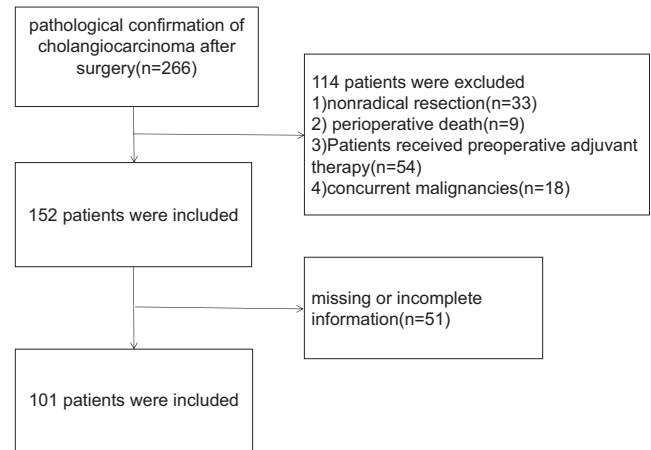 pathological confirmation of
cholangiocarcinoma after
surgery(n=266)
114 patients were excluded
1)nonradical resection(n=33)
2) perioperative death(n=9)
3)Patients received preoperative adjuvant
therapy(n=54)
4)concurrent malignancies(n=18)
152 patients were included
missing or incomplete
information(n=51)
101 patients were included